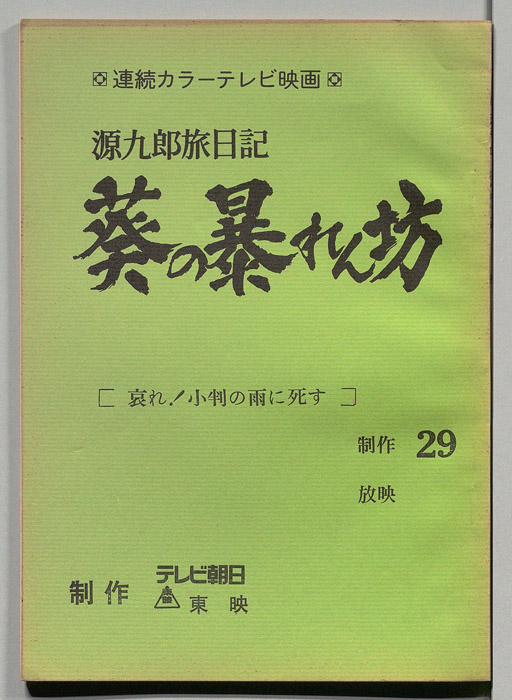 連続カラーテレビ映画
源九郎旅日記
葵の暴れん坊
[ 哀れ！小判の雨に死す ]
制作 29
放映
制作 テレビ朝日
東映